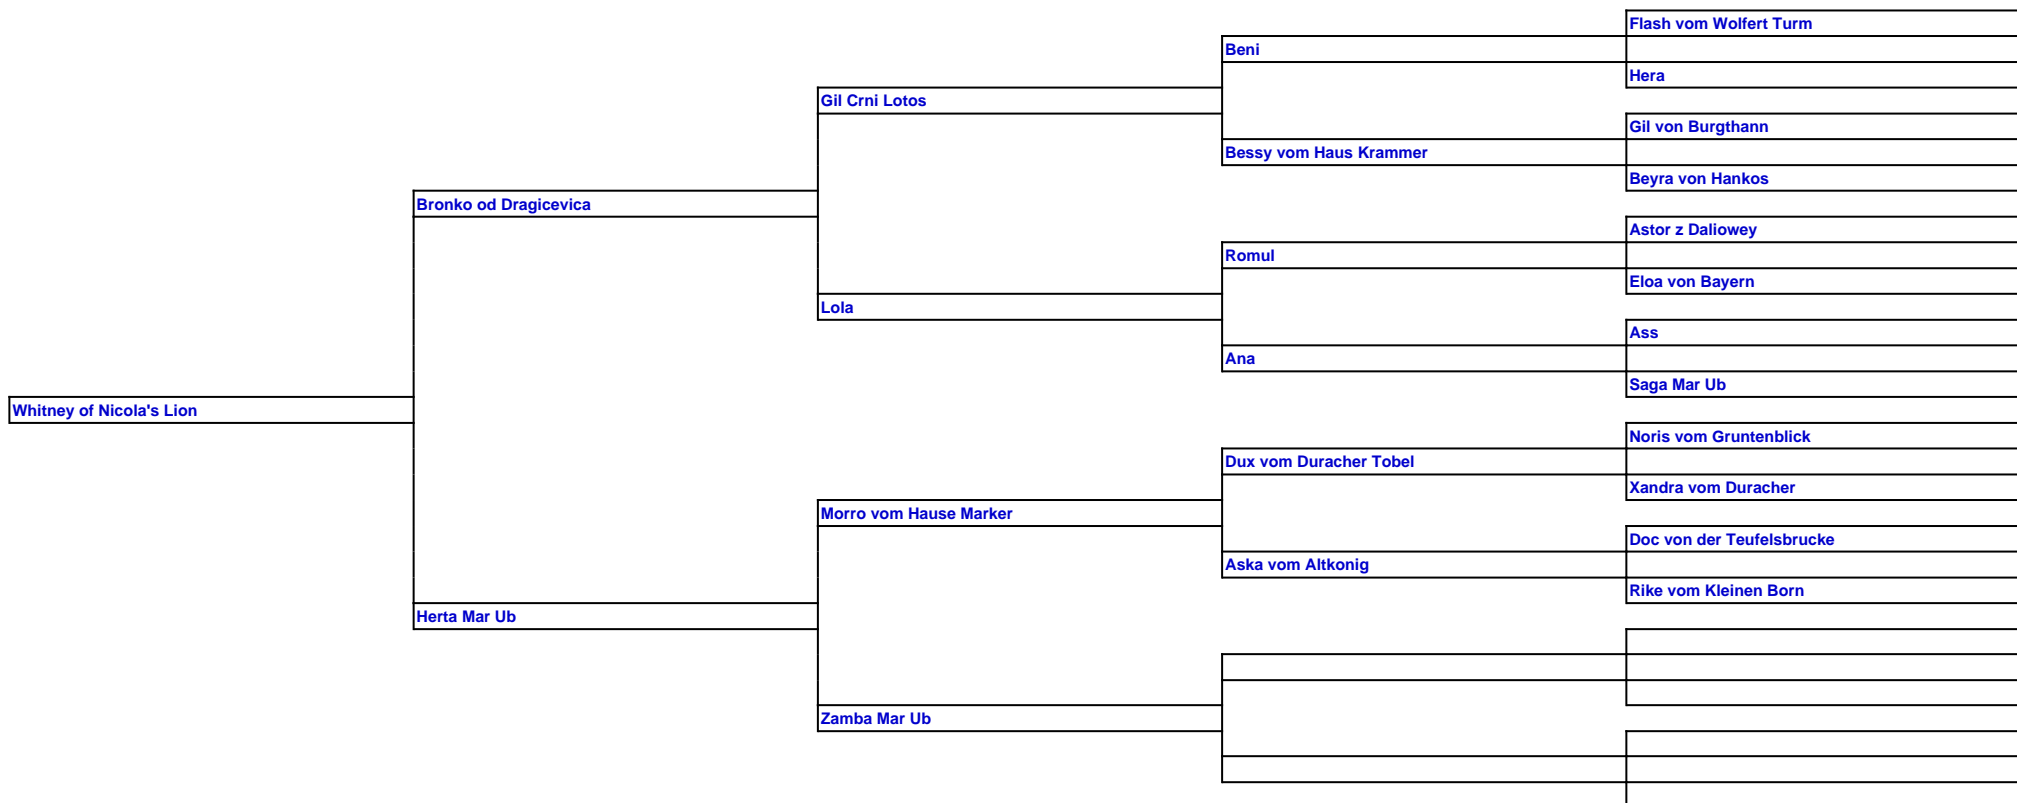 Flash vom Wolfert Turm
Beni
Hera
Gil Crni Lotos
Gil von Burgthann
Bessy vom Haus Krammer
Beyra von Hankos
Bronko od Dragicevica
Astor z Daliowey
Romul
Eloa von Bayern
Lola
Ass
Ana
Saga Mar Ub
Whitney of Nicola's Lion
Noris vom Gruntenblick
Dux vom Duracher Tobel
Xandra vom Duracher
Morro vom Hause Marker
Doc von der Teufelsbrucke
Aska vom Altkonig
Rike vom Kleinen Born
Herta Mar Ub
Zamba Mar Ub